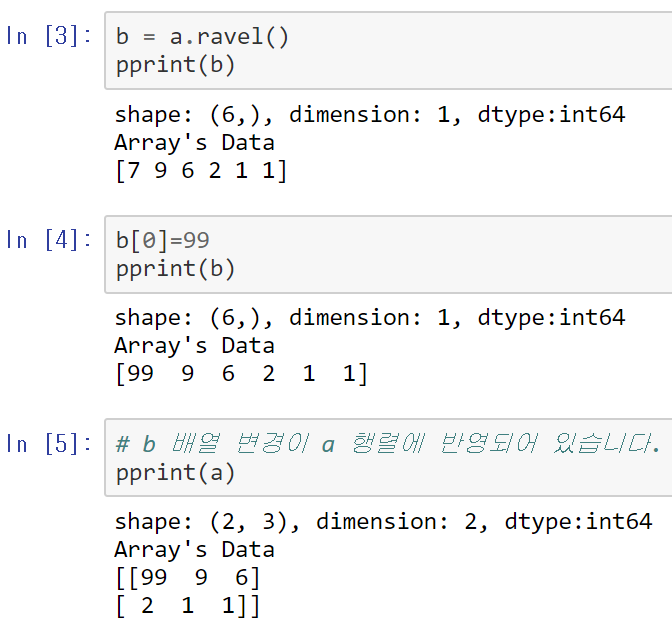 In [3]:
b = a.ravel()
pprint(b)
shape: (6,), dimension: 1, dtype:int64
Array's Data
[7 9 6 2 1 1]
In [4]:
b[0]=99
pprint(b)
shape: (6,), dimension: 1, dtype:int64
Array's Data
[99  9  6  2  1  1]
In [5]:
# b 배열 변경이 a 행렬에 반영되어 있습니다.
pprint(a)
shape: (2, 3), dimension: 2, dtype:int64
Array's Data
[[99  9  6]
[ 2  1  1]]